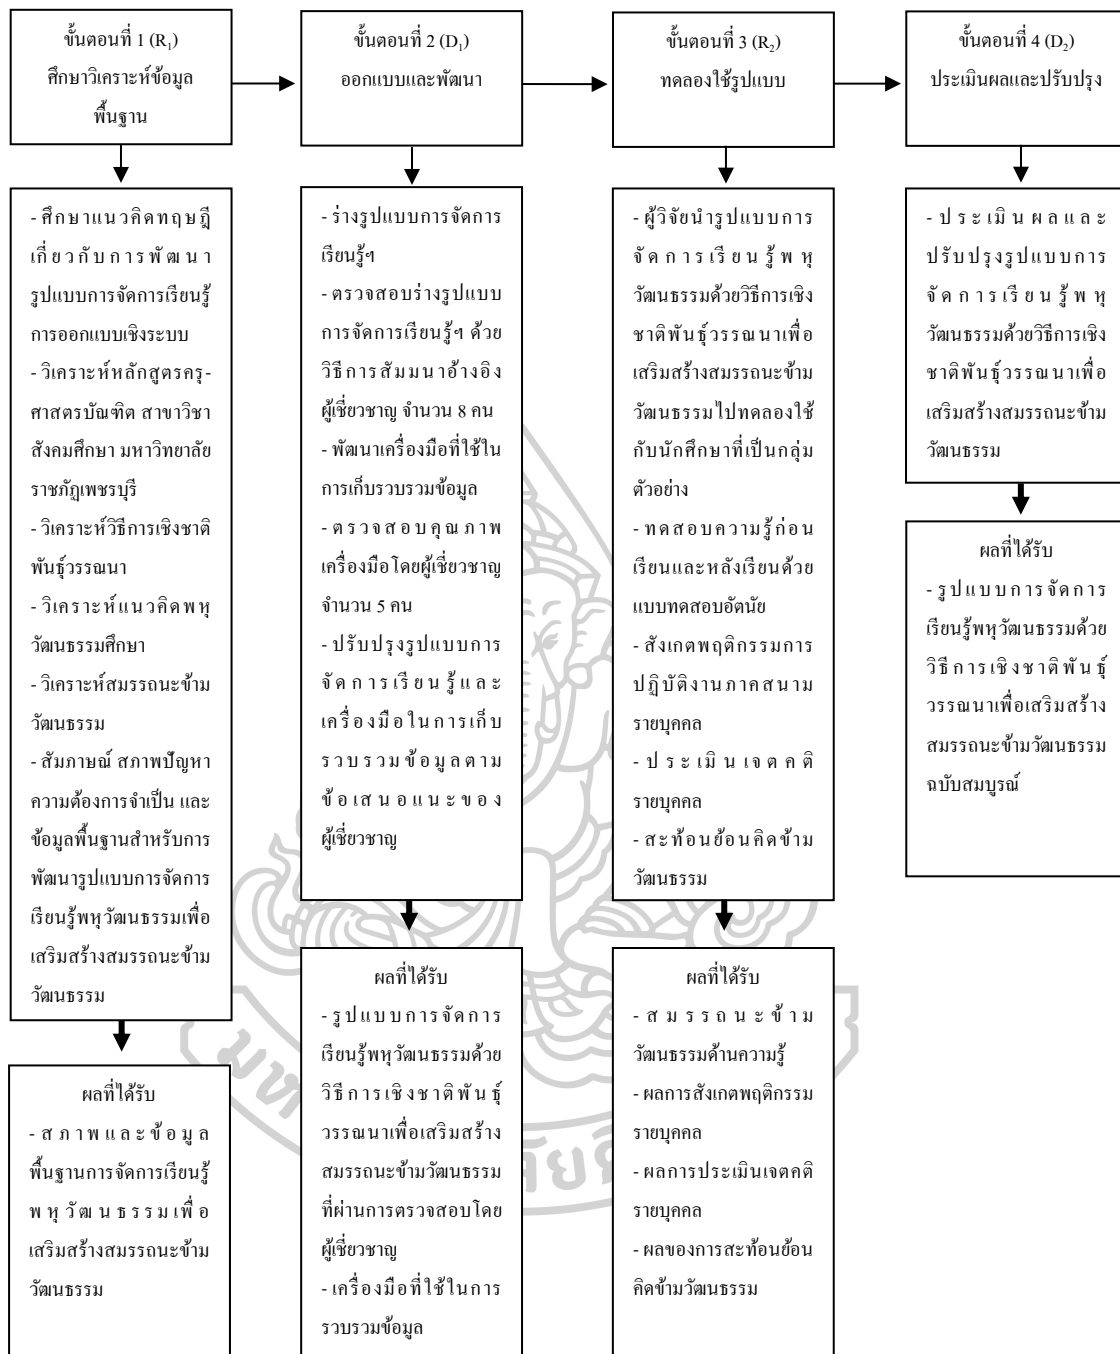 ขั้นตอนที่ 1 (R₁)
ศึกษาวิเคราะห์ข้อมูล
พื้นฐาน
ขั้นตอนที่ 2 (D₁)
ออกแบบและพัฒนา
ขั้นตอนที่ 3 (R₂)
ทดลองใช้รูปแบบ
ขั้นตอนที่ 4 (D₂)
ประเมินผลและปรับปรุง
- ศึกษาแนวคิดทฤษฎี
เกี่ยวกับการพัฒนา
รูปแบบการจัดการเรียนรู้
การออกแบบเชิงระบบ
- วิเคราะห์หลักสูตรครุ-
ศาสตรบัณฑิต สาขาวิชา
สังคมศึกษา มหาวิทยาลัย
ราชภัฏเพชรบุรี
- วิเคราะห์วิธีการเชิงชาติ
พันธุ์วรรณนา
- วิเคราะห์แนวคิดพหุ
วัฒนธรรมศึกษา
- วิเคราะห์สมรรถนะข้าม
วัฒนธรรม
- สัมภาษณ์ สภาพปัญหา
ความต้องการจำเป็น และ
ข้อมูลพื้นฐานสำหรับการ
พัฒนารูปแบบการจัดการ
เรียนรู้พหุวัฒนธรรมเพื่อ
เสริมสร้างสมรรถนะข้าม
วัฒนธรรม
- ร่างรูปแบบการจัดการ
เรียนรู้ฯ
- ตรวจสอบร่างรูปแบบ
การจัดการเรียนรู้ฯ ด้วย
วิธีการสัมมนาอ้างอิง
ผู้เชี่ยวชาญ จำนวน 8 คน
- พัฒนาเครื่องมือที่ใช้ใน
การเก็บรวบรวมข้อมูล
- ตรวจสอบคุณภาพ
เครื่องมือโดยผู้เชี่ยวชาญ
จำนวน 5 คน
- ปรับปรุงรูปแบบการ
จัดการเรียนรู้และ
เครื่องมือในการเก็บ
รวบรวมข้อมูลตาม
ข้อเสนอแนะของ
ผู้เชี่ยวชาญ
- ผู้วิจัยนำรูปแบบการ
จัดการเรียนรู้พหุ
วัฒนธรรมด้วยวิธีการเชิง
ชาติพันธุ์วรรณนาเพื่อ
เสริมสร้างสมรรถนะข้าม
วัฒนธรรมไปทดลองใช้
กับนักศึกษาที่เป็นกลุ่ม
ตัวอย่าง
- ทดสอบความรู้ก่อน
เรียนและหลังเรียนด้วย
แบบทดสอบอัตนัย
- สังเกตพฤติกรรมการ
ปฏิบัติงานภาคสนาม
รายบุคคล
- ประเมินเจตคติ
รายบุคคล
- สะท้อนย้อนคิดข้าม
วัฒนธรรม
- ประเมินผลและ
ปรับปรุงรูปแบบการ
จัดการเรียนรู้พหุ
วัฒนธรรมด้วยวิธีการเชิง
ชาติพันธุ์วรรณนาเพื่อ
เสริมสร้างสมรรถนะข้าม
วัฒนธรรม
ผลที่ได้รับ
- สภาพและข้อมูล
พื้นฐานการจัดการเรียนรู้
พหุวัฒนธรรมเพื่อ
เสริมสร้างสมรรถนะข้าม
วัฒนธรรม
ผลที่ได้รับ
- รูปแบบการจัดการ
เรียนรู้พหุวัฒนธรรมด้วย
วิธีการเชิงชาติพันธุ์
วรรณนาเพื่อเสริมสร้าง
สมรรถนะข้ามวัฒนธรรม
ที่ผ่านการตรวจสอบโดย
ผู้เชี่ยวชาญ
- เครื่องมือที่ใช้ในการ
รวบรวมข้อมูล
ผลที่ได้รับ
- สมรรถนะข้าม
วัฒนธรรมด้านความรู้
- ผลการสังเกตพฤติกรรม
รายบุคคล
- ผลการประเมินเจตคติ
รายบุคคล
- ผลของการสะท้อนย้อน
คิดข้ามวัฒนธรรม
ผลที่ได้รับ
- รูปแบบการจัดการ
เรียนรู้พหุวัฒนธรรมด้วย
วิธีการเชิงชาติพันธุ์
วรรณนาเพื่อเสริมสร้าง
สมรรถนะข้ามวัฒนธรรม
ฉบับสมบูรณ์